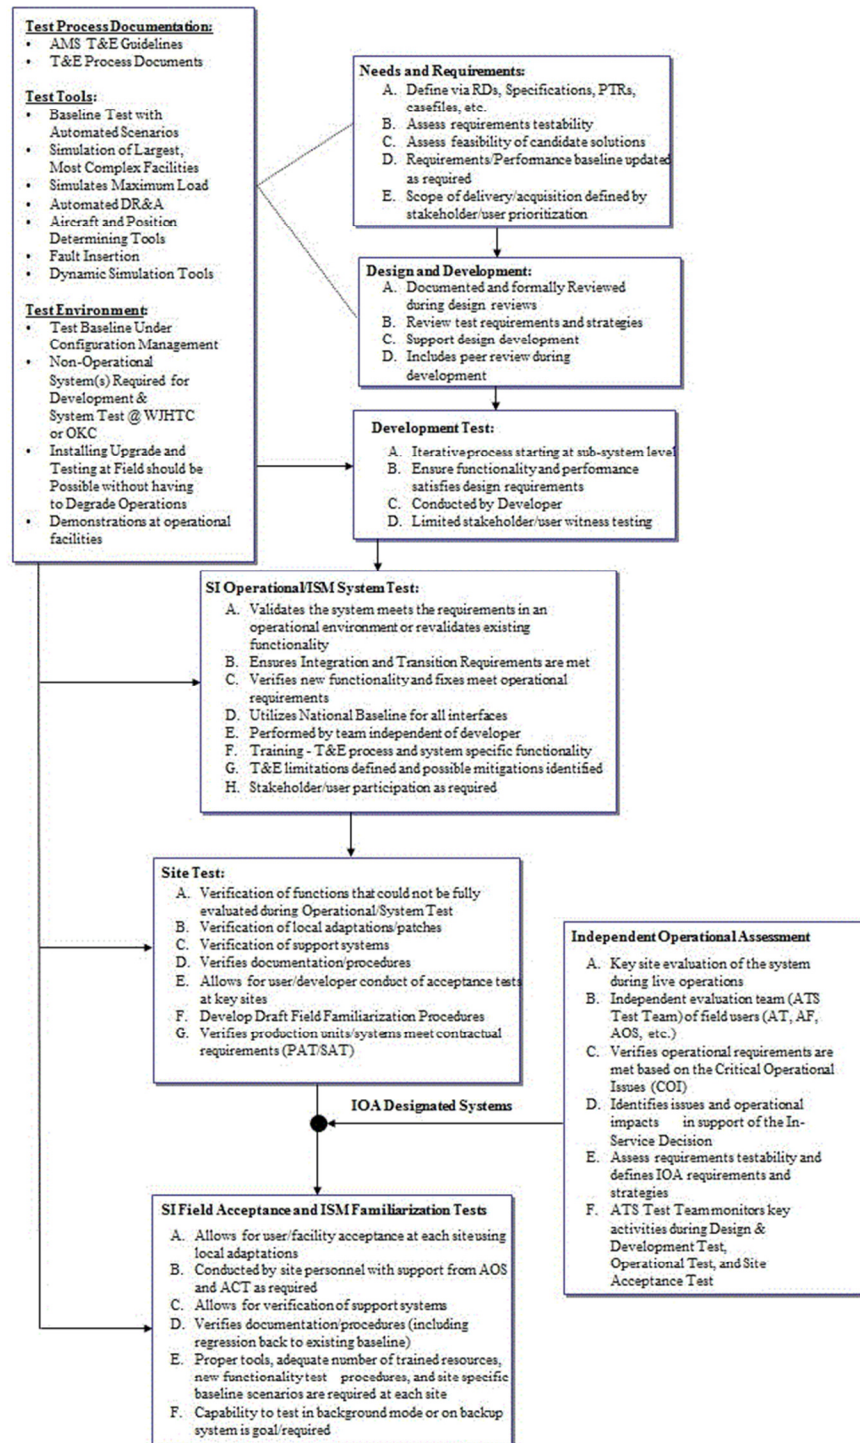 Test Process Documentation:
• AMS T&E Guidelines
• T&E Process Documents
Test Tools:
• Baseline Test with
Automated Scenarios
• Simulation of Largest,
Most Complex Facilities
• Simulates Maximum Load
• Automated DR&A
• Aircraft and Position
Determining Tools
• Fault Insertion
• Dynamic Simulation Tools
Test Environment:
• Test Baseline Under
Configuration Management
• Non-Operational
System(s) Required for
Development &
System Test @ WJHTC
or OKC
• Installing Upgrade and
Testing at Field should be
Possible without having
to Degrade Operations
• Demonstrations at operational
facilities
Needs and Requirements:
A. Define via RDs, Specifications, PTRs,
casefiles, etc.
B. Assess requirements testability
C. Assess feasibility of candidate solutions
D. Requirements/Performance baseline updated
as required
E. Scope of delivery/acquisition defined by
stakeholder/user prioritization
Design and Development:
A. Documented and formally Reviewed
during design reviews
B. Review test requirements and strategies
C. Support design development
D. Includes peer review during
development
Development Test:
A. Iterative process starting at sub-system level
B. Ensure functionality and performance
satisfies design requirements
C. Conducted by Developer
D. Limited stakeholder/user witness testing
SI Operational/ISM System Test:
A. Validates the system meets the requirements in an
operational environment or revalidates existing
functionality
B. Ensures Integration and Transition Requirements are met
C. Verifies new functionality and fixes meet operational
requirements
D. Utilizes National Baseline for all interfaces
E. Performed by team independent of developer
F. Training - T&E process and system specific functionality
G. T&E limitations defined and possible mitigations identified
H. Stakeholder/user participation as required
Site Test:
A. Verification of functions that could not be fully
evaluated during Operational/System Test
B. Verification of local adaptations/patches
C. Verification of support systems
D. Verifies documentation/procedures
E. Allows for user/developer conduct of acceptance tests
at key sites
F. Develop Draft Field Familiarization Procedures
G. Verifies production units/systems meet contractual
requirements (PAT/SAT)
Independent Operational Assessment
A. Key site evaluation of the system
during live operations
B. Independent evaluation team (ATS
Test Team) of field users (AT, AF,
AOS, etc.)
C. Verifies operational requirements are
met based on the Critical Operational
Issues (COI)
D. Identifies issues and operational
impacts in support of the In-
Service Decision
E. Assess requirements testability and
defines IOA requirements and
strategies
F. ATS Test Team monitors key
activities during Design &
Development Test,
Operational Test, and Site
Acceptance Test
IOA Designated Systems
SI Field Acceptance and ISM Familiarization Tests
A. Allows for user/facility acceptance at each site using
local adaptations
B. Conducted by site personnel with support from AOS
and ACT as required
C. Allows for verification of support systems
D. Verifies documentation/procedures (including
regression back to existing baseline)
E. Proper tools, adequate number of trained resources,
new functionality test procedures, and site specific
baseline scenarios are required at each site
F. Capability to test in background mode or on backup
system is goal/required